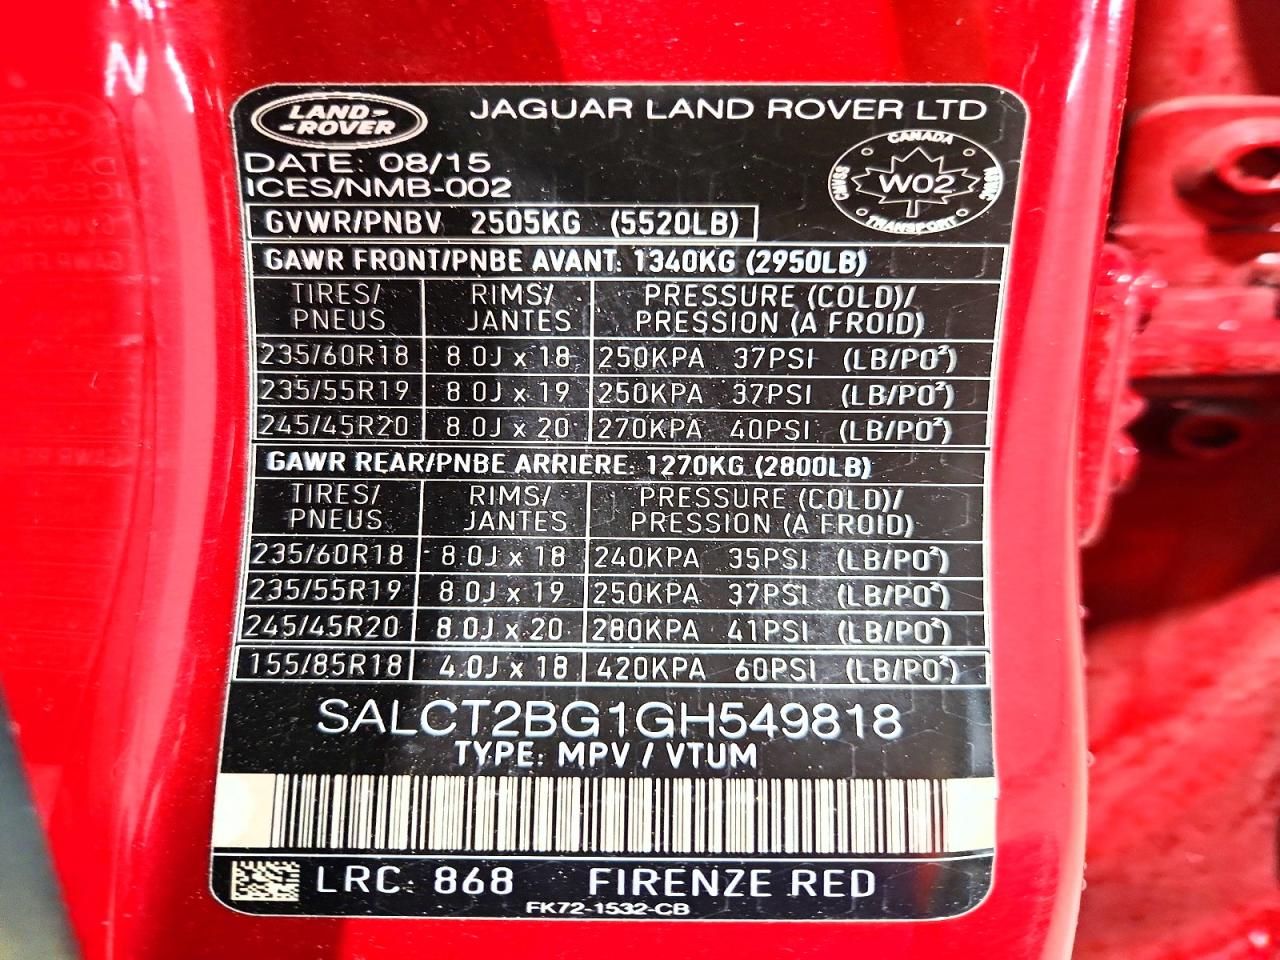 LAND-
-ROVER
JAGUAR LAND ROVER LTD
DATE: 08/15
ICES/NMB-002
CANADA
CMVSS W02 NSVAC
TRANSPORT
GVWR/PNBV 2505KG (5520LB)
GAWR FRONT/PNBE AVANT: 1340KG (2950LB)
TIRES/ RIMS/ PRESSURE (COLD)/
PNEUS JANTES PRESSION (A FROID)
235/60R18 8.0J x 18 250KPA 37PSI (LB/PO²)
235/55R19 8.0J x 19 250KPA 37PSI (LB/PO²)
245/45R20 8.0J x 20 270KPA 40PSI (LB/PO²)
GAWR REAR/PNBE ARRIERE: 1270KG (2800LB)
TIRES/ RIMS/ PRESSURE (COLD)/
PNEUS JANTES PRESSION (A FROID)
235/60R18 8.0J x 18 240KPA 35PSI (LB/PO²)
235/55R19 8.0J x 19 250KPA 37PSI (LB/PO²)
245/45R20 8.0J x 20 280KPA 41PSI (LB/PO²)
155/85R18 4.0J x 18 420KPA 60PSI (LB/PO²)
SALCT2BG1GH549818
TYPE: MPV / VTUM
LRC 868 FIRENZE RED
FK72-1532-CB